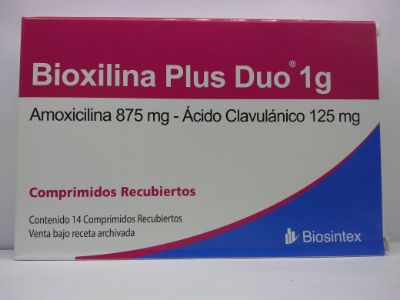 Bioxilina Plus Duo® 1g
Amoxicilina 875 mg - Ácido Clavulánico 125 mg
Comprimidos Recubiertos
Contenido 14 Comprimidos Recubiertos
Venta bajo receta archivada
Biosintex